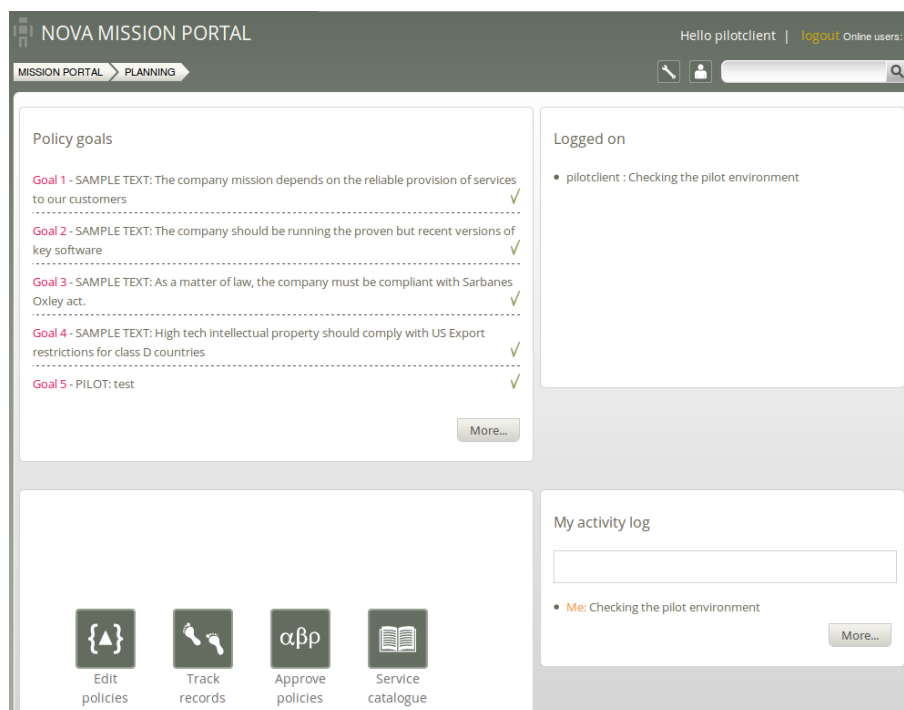 NOVA MISSION PORTAL
Hello pilotclient | logout Online users:
MISSION PORTAL PLANNING
Policy goals
Goal 1 - SAMPLE TEXT: The company mission depends on the reliable provision of services
to our customers
Goal 2 - SAMPLE TEXT: The company should be running the proven but recent versions of
key software
Goal 3 - SAMPLE TEXT: As a matter of law, the company must be compliant with Sarbanes
Oxley act.
Goal 4 - SAMPLE TEXT: High tech intellectual property should comply with US Export
restrictions for class D countries
Goal 5 - PILOT: test
More...
Logged on
pilotclient : Checking the pilot environment
αβρ
Edit
policies
Track
records
Approve
policies
Service
catalogue
My activity log
Me: Checking the pilot environment
More...